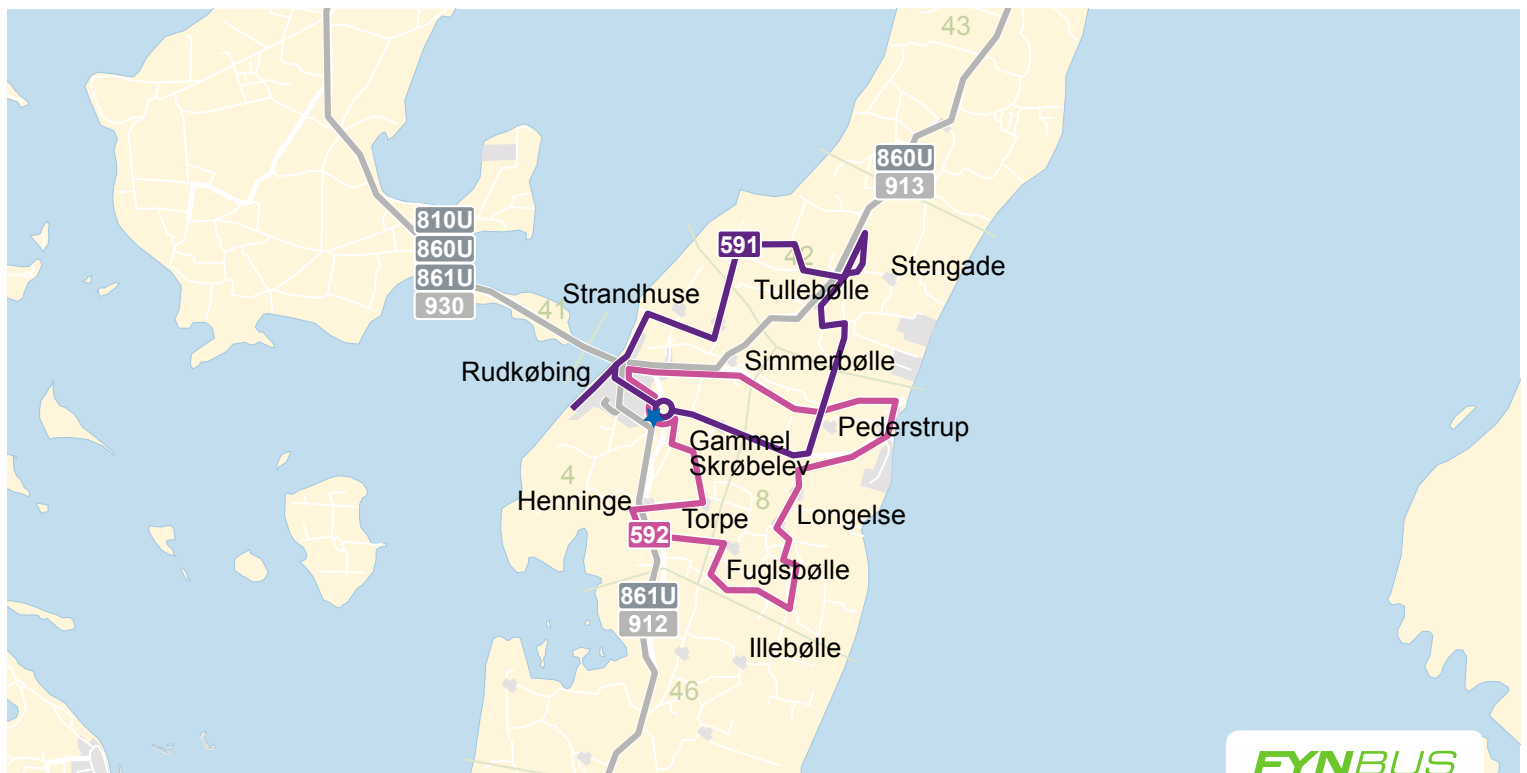 43
860U
913
810U
860U
861U
930
591
42
Stengade
Tullebølle
Strandhuse
41
Simmerbølle
Rudkøbing
Pederstrup
Gammel
Skrøbelev
4
8
Henninge
Torpe
Longelse
592
Fuglsbølle
861U
912
Illebølle
46
FYNBUS